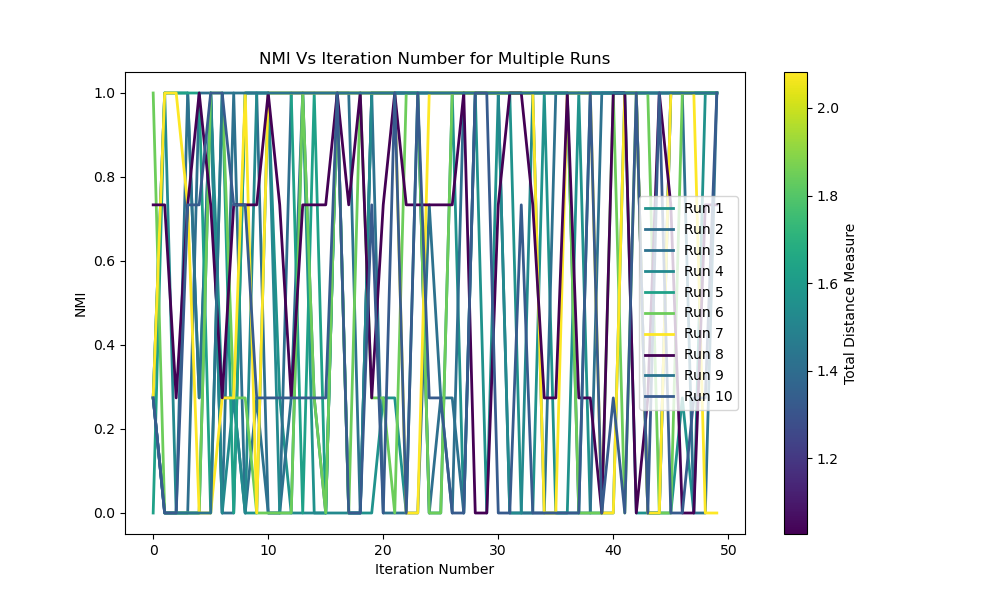 NMI Vs Iteration Number for Multiple Runs
NMI
1.0
0.8
0.6
0.4
0.2
0.0
0
10
20
30
40
50
Iteration Number
Run 1
Run 2
Run 3
Run 4
Run 5
Run 6
Run 7
Run 8
Run 9
Run 10
2.0
1.8
1.6
1.4
1.2
Total Distance Measure